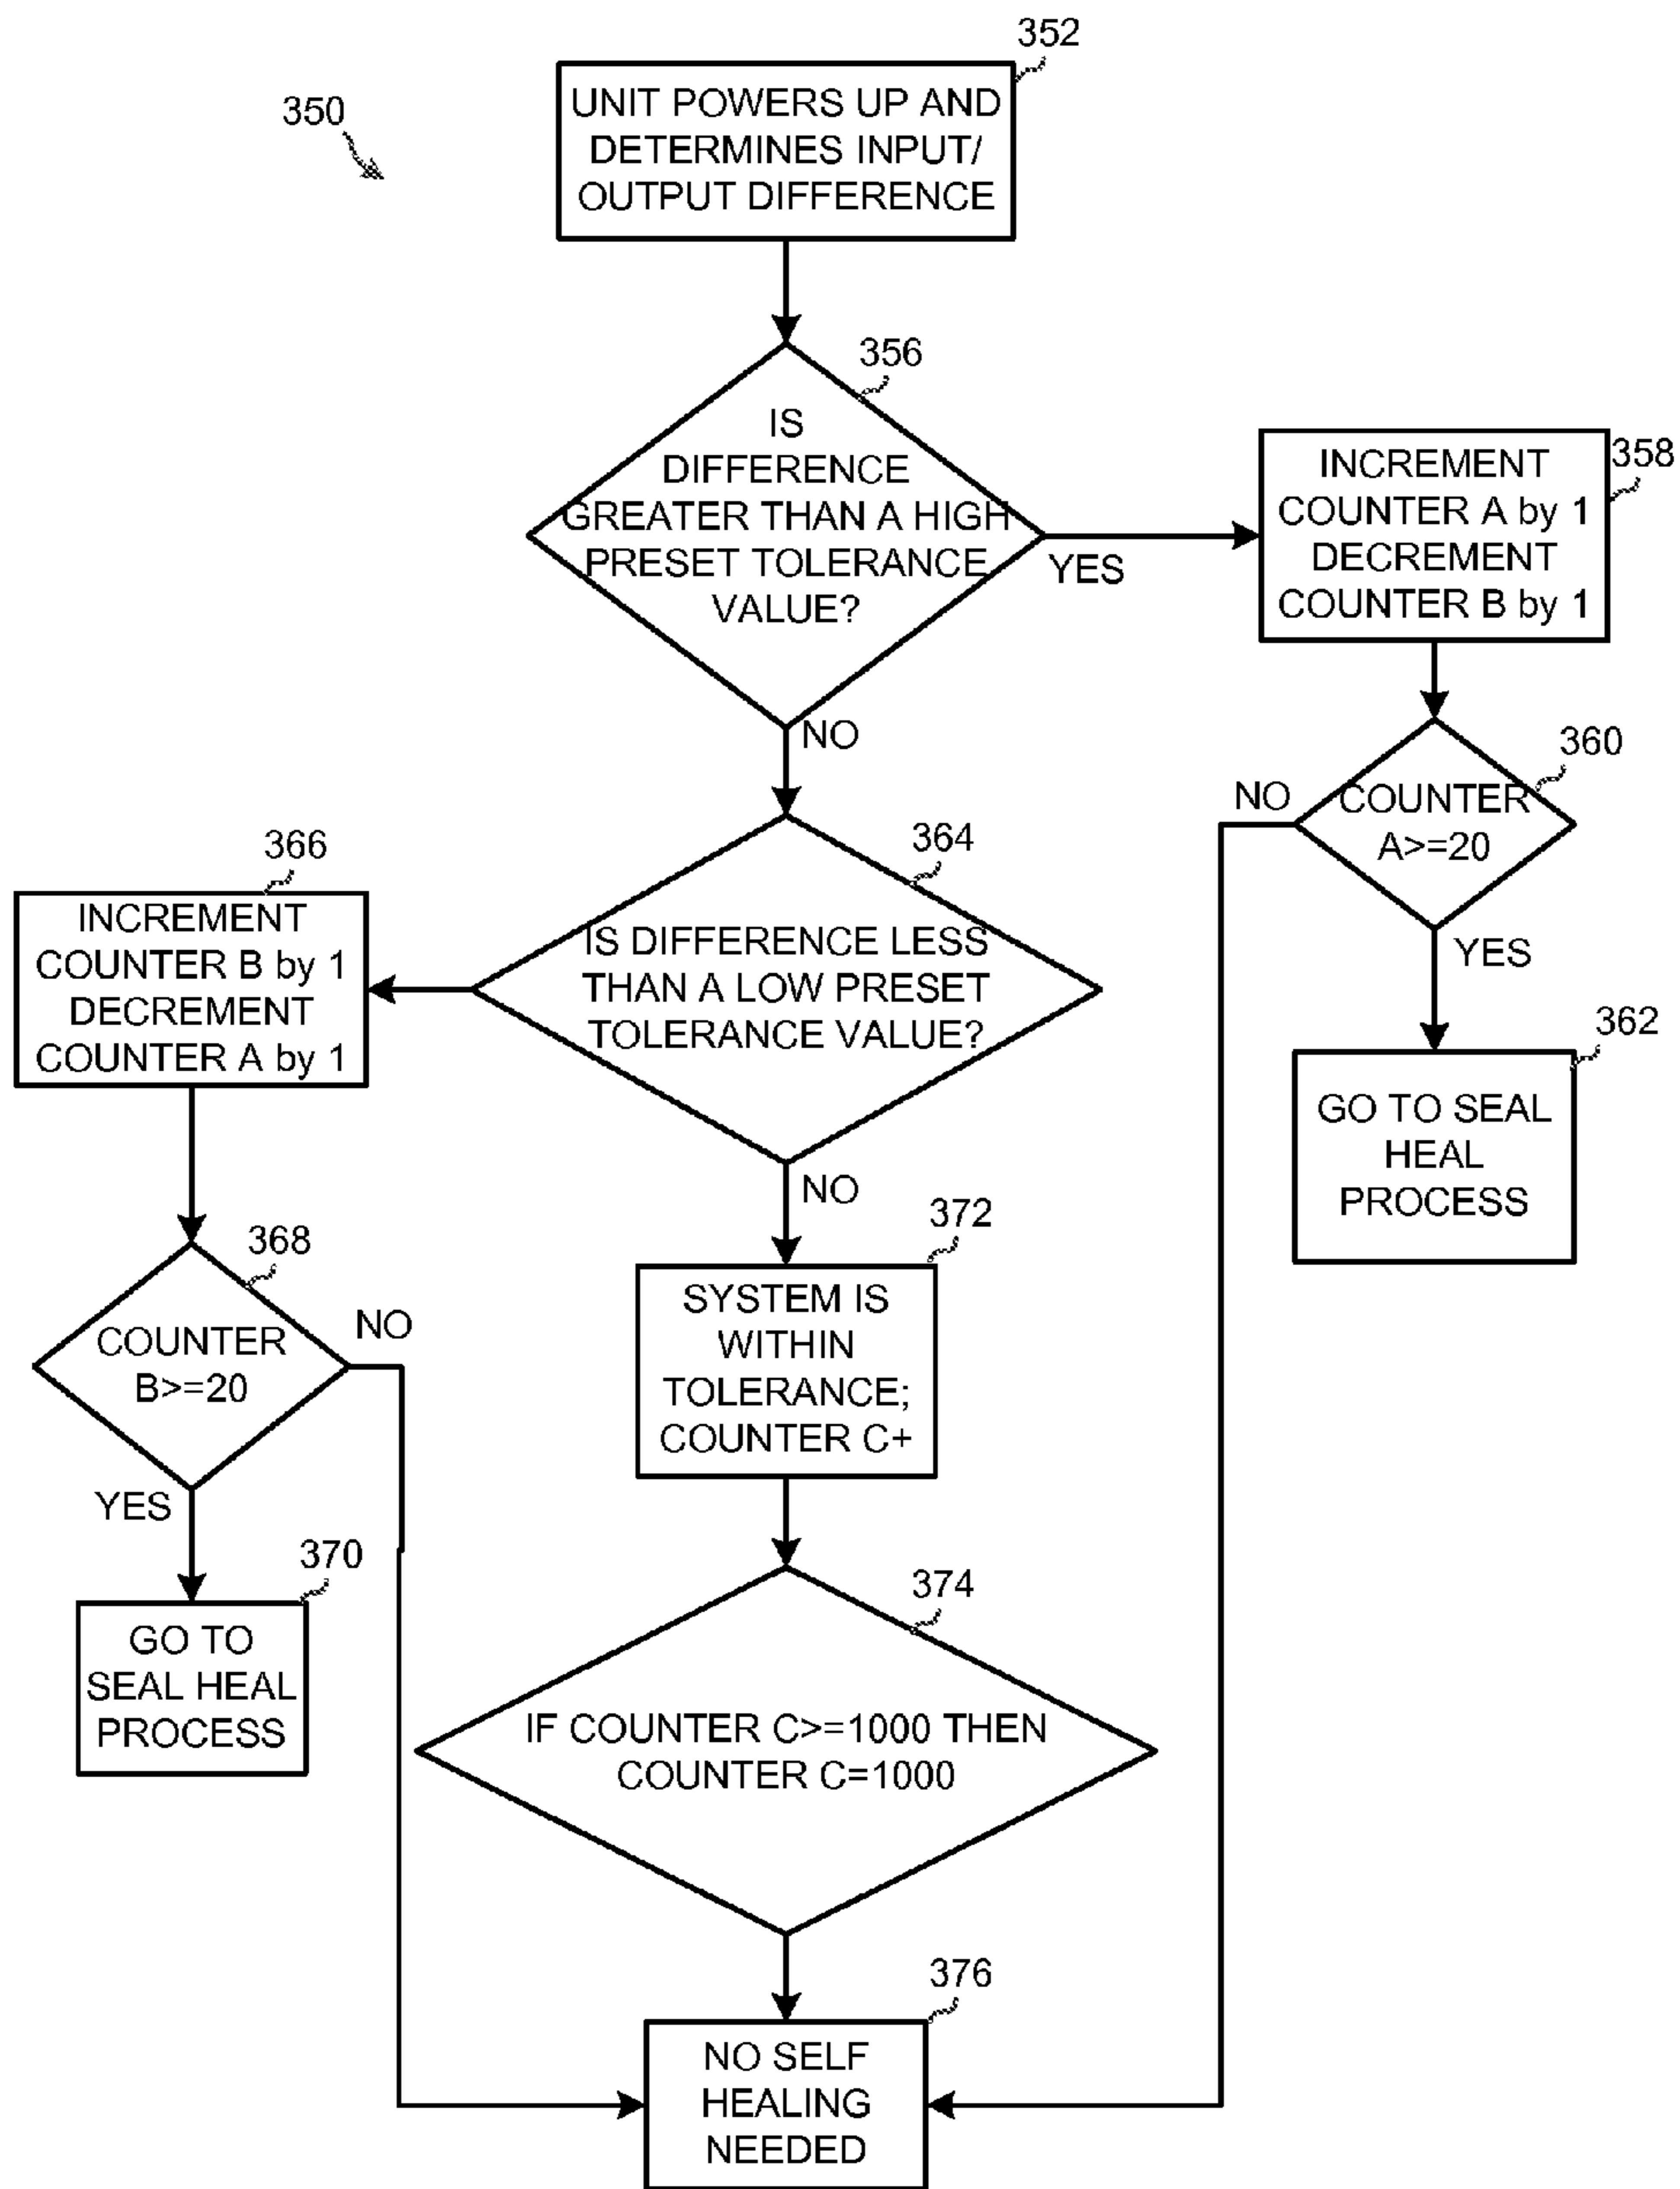 350
352
UNIT POWERS UP AND
DETERMINES INPUT/
OUTPUT DIFFERENCE
356
IS
DIFFERENCE
GREATER THAN A HIGH
PRESET TOLERANCE
VALUE?
YES
NO
358
INCREMENT
COUNTER A by 1
DECREMENT
COUNTER B by 1
360
COUNTER
A>=20
NO
YES
362
GO TO SEAL
HEAL
PROCESS
364
IS DIFFERENCE LESS
THAN A LOW PRESET
TOLERANCE VALUE?
NO
366
INCREMENT
COUNTER B by 1
DECREMENT
COUNTER A by 1
368
COUNTER
B>=20
NO
YES
370
GO TO
SEAL HEAL
PROCESS
372
SYSTEM IS
WITHIN
TOLERANCE;
COUNTER C+
374
IF COUNTER C>=1000 THEN
COUNTER C=1000
376
NO SELF
HEALING
NEEDED